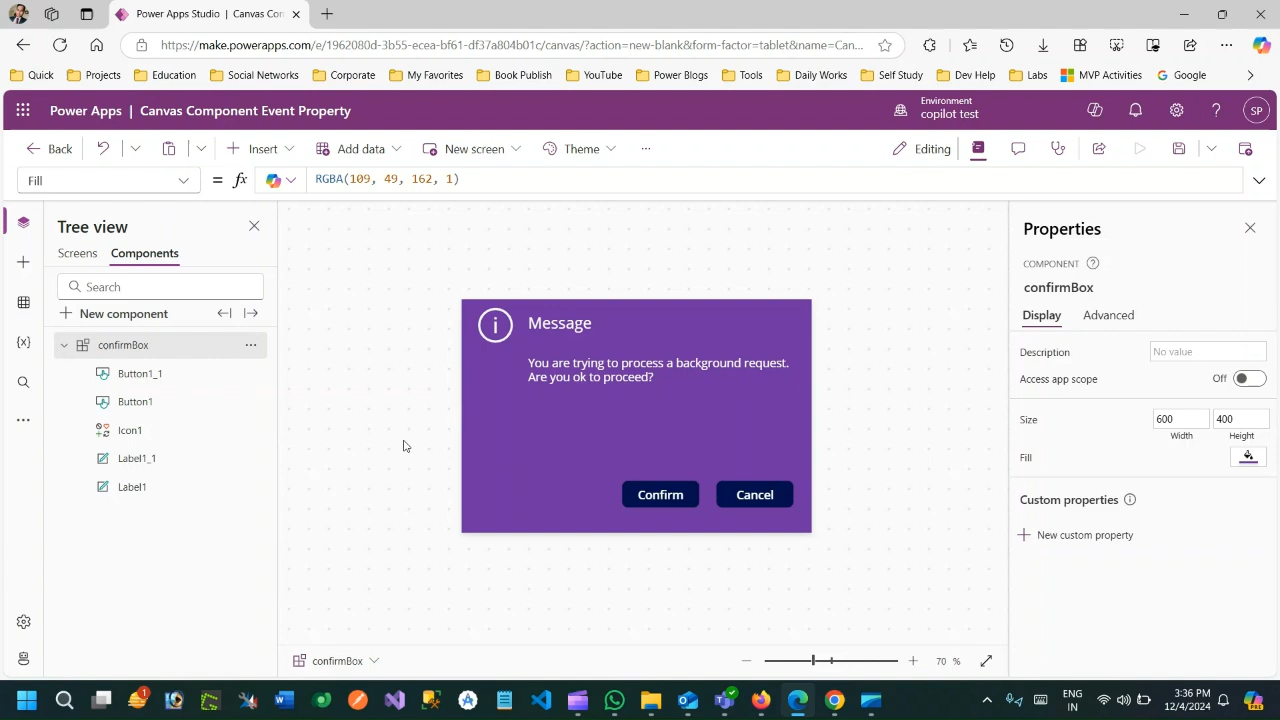 Power Apps Studio | Canvas Con
https://make.powerapps.com/e/1962080d-3b55-ecea-bf61-df37a804b01c/canvas/?action=new-blank&form-factor=tablet&name=Can...
Quick
Projects
Education
Social Networks
Corporate
My Favorites
Book Publish
YouTube
Power Blogs
Tools
Daily Works
Self Study
Dev Help
Labs
MVP Activities
Google
Power Apps | Canvas Component Event Property
Environment
copilot test
SP
Back
Insert
Add data
New screen
Theme
...
Editing
Fill
= fx
RGBA(109, 49, 162, 1)
Tree view
Screens
Components
Search
New component
confirmBox
...
Button1_1
Button1
Icon1
Label1_1
Label1
Message
You are trying to process a background request.
Are you ok to proceed?
Confirm
Cancel
confirmBox
70 %
Properties
COMPONENT
confirmBox
Display
Advanced
Description
No value
Access app scope
Off
Size
600
400
Width
Height
Fill
Custom properties
New custom property
1
ENG
IN
3:36 PM
12/4/2024